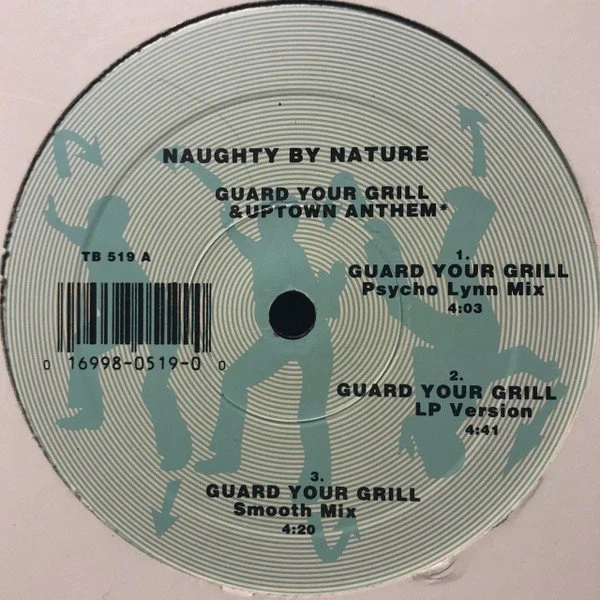 NAUGHTY BY NATURE
GUARD YOUR GRILL
& UPTOWN ANTHEM*
TB 519 A
0 16998-0519-0 0
1.
GUARD YOUR GRILL
Psycho Lynn Mix
4:03
2.
GUARD YOUR GRILL
LP Version
4:41
3.
GUARD YOUR GRILL
Smooth Mix
4:20